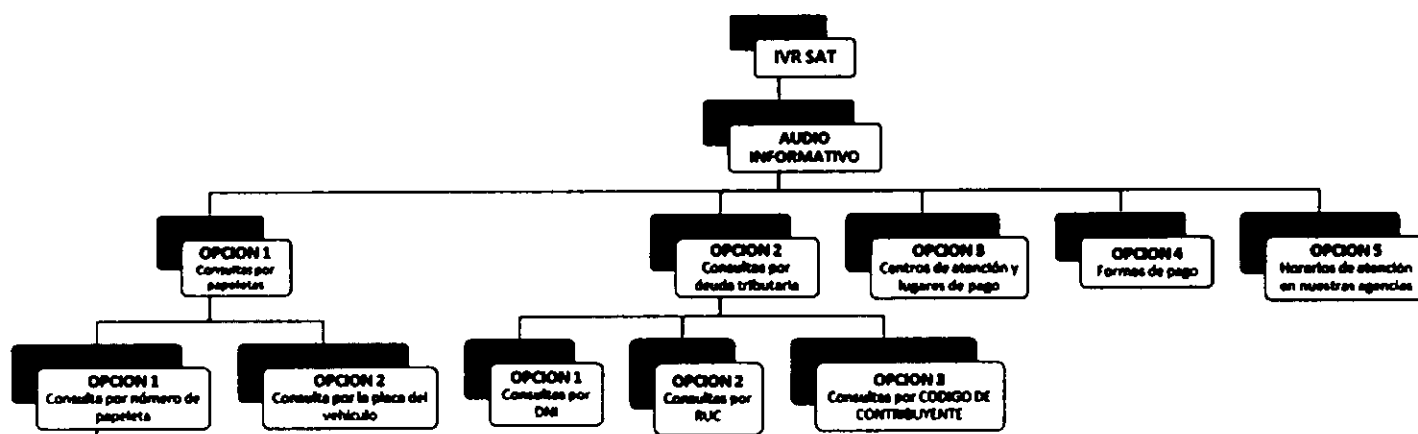 IVR SAT
AUDIO
INFORMATIVO
OPCION 1
Consultas por
papeletas
OPCION 2
Consultas por
deuda tributaria
OPCION 3
Centros de atención y
lugares de pago
OPCION 4
Formas de pago
OPCION 5
Horarios de atención
en nuestras agencias
OPCION 1
Consulta por número de
papeleta
OPCION 2
Consulta por la placa del
vehículo
OPCION 1
Consultas por
DNI
OPCION 2
Consultas por
RUC
OPCION 3
Consultas por CODIGO DE
CONTRIBUYENTE